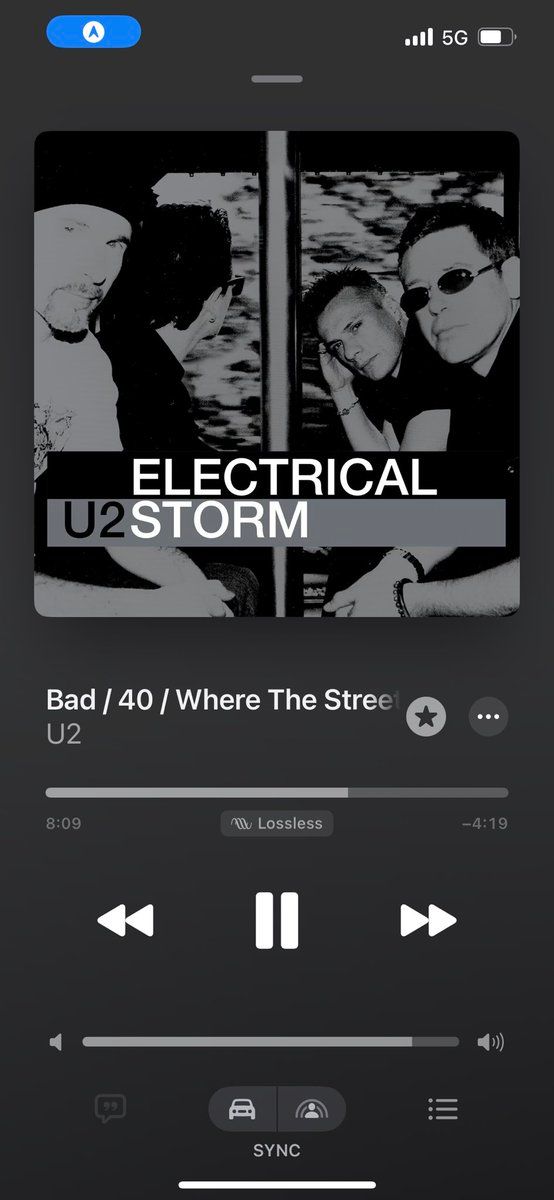 5G
ELECTRICAL
U2 STORM
Bad / 40 / Where The Street
U2
8:09
Lossless
–4:19
SYNC